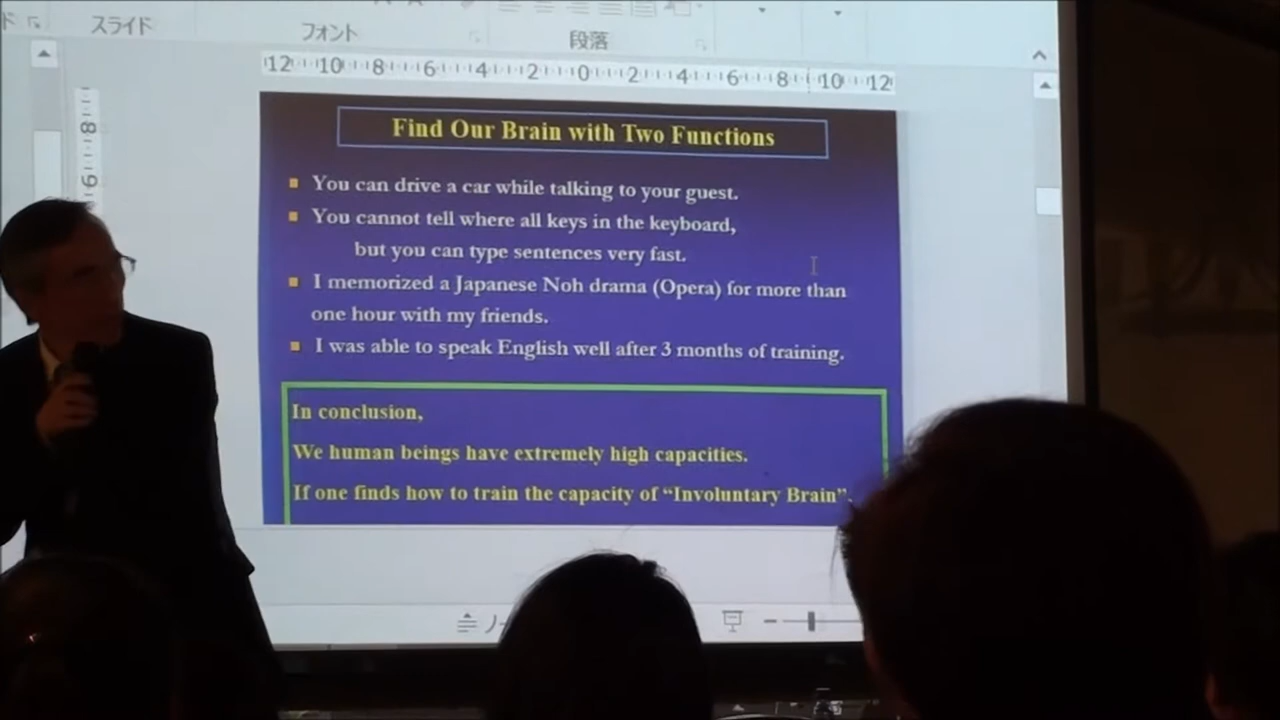 スライド
フォント
段落
12 10 8 6 4 2 0 2 4 6 8 10 12
8
6
Find Our Brain with Two Functions
You can drive a car while talking to your guest.
You cannot tell where all keys in the keyboard,
but you can type sentences very fast.
I memorized a Japanese Noh drama (Opera) for more than
one hour with my friends.
I was able to speak English well after 3 months of training.
In conclusion,
We human beings have extremely high capacities.
If one finds how to train the capacity of “Involuntary Brain”,